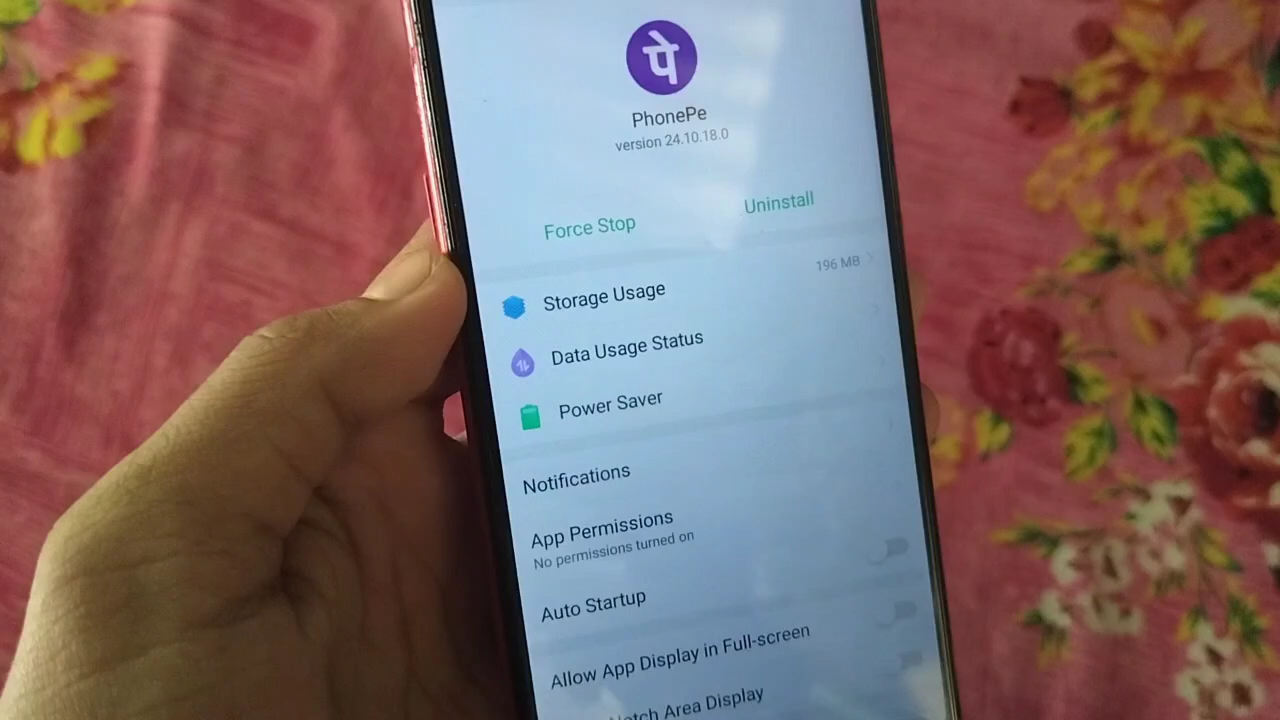 पे
PhonePe
version 24.10.18.0
Force Stop
Uninstall
Storage Usage
196 MB
Data Usage Status
Power Saver
Notifications
App Permissions
No permissions turned on
Auto Startup
Allow App Display in Full-screen
Area Display